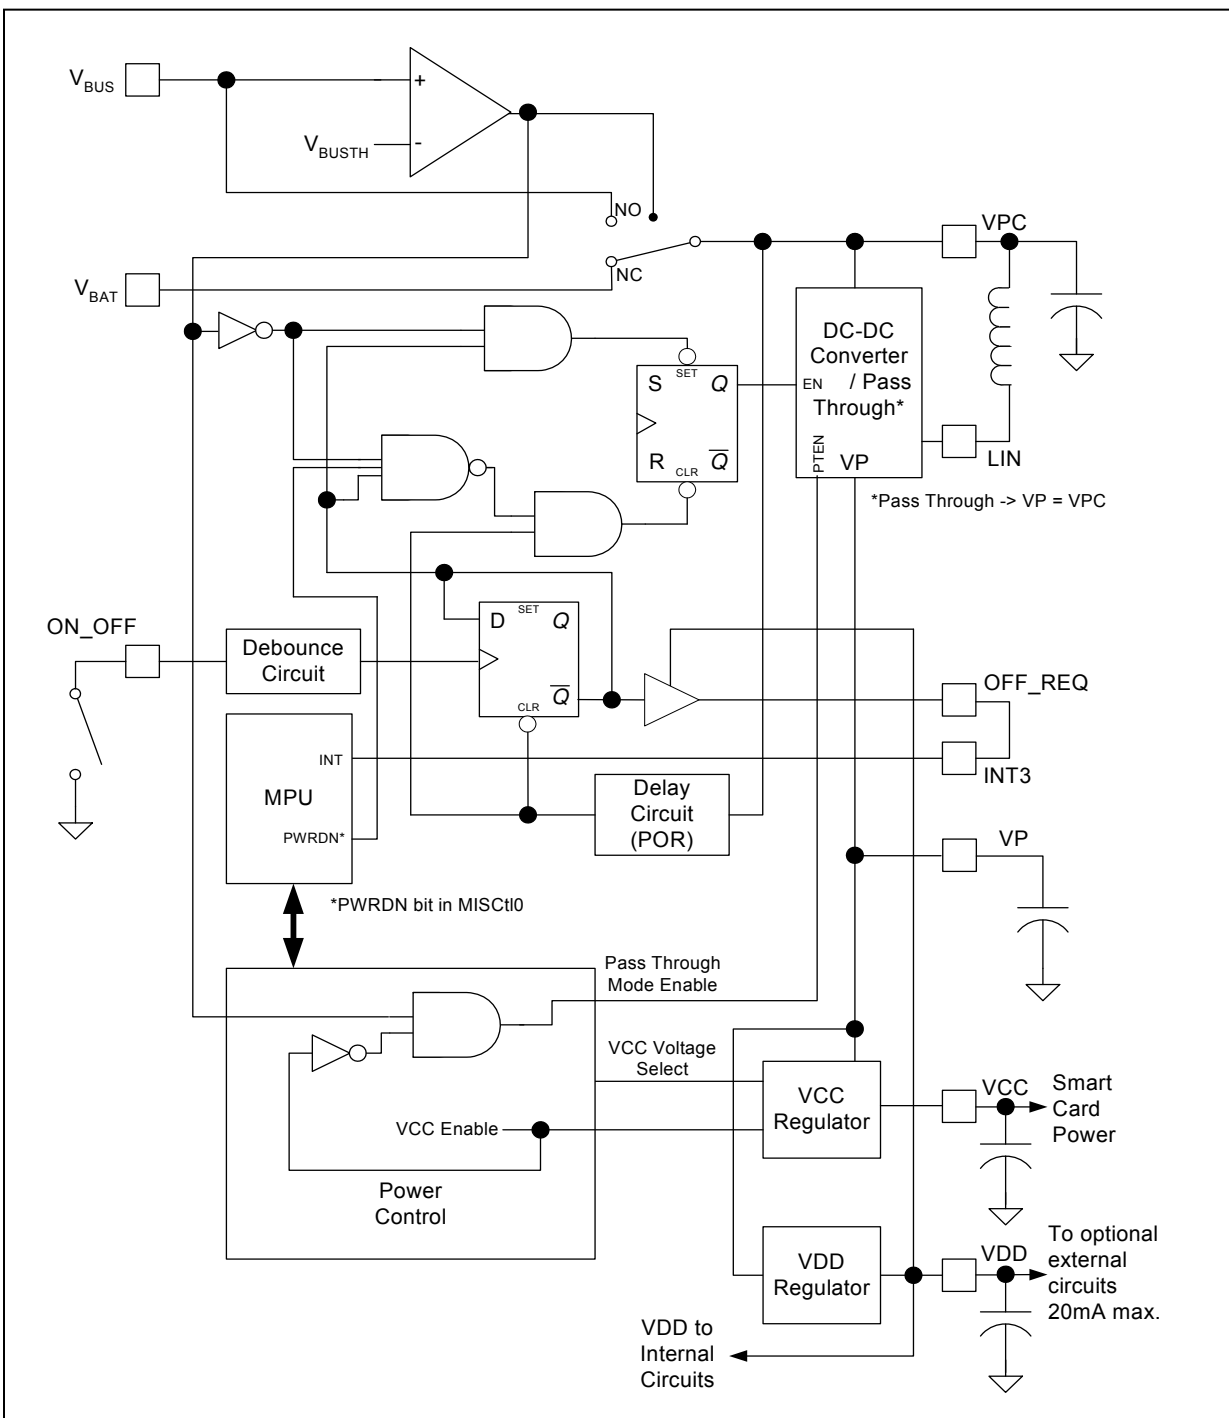 V_BUS
+
V_BUSTH
-
NO
VPC
V_BAT
NC
DC-DC
Converter
/ Pass
Through*
EN
PTEN
VP
LIN
*Pass Through -> VP = VPC
S
SET
Q
R
CLR
Q̅
ON_OFF
Debounce
Circuit
D
SET
Q
Q̅
CLR
OFF_REQ
INT3
MPU
INT
PWRDN*
Delay
Circuit
(POR)
VP
*PWRDN bit in MISCtl0
Pass Through
Mode Enable
VCC Voltage
Select
VCC Enable
Power
Control
VCC
Regulator
VCC
Smart
Card
Power
VDD
Regulator
VDD
To optional
external
circuits
20mA max.
VDD to
Internal
Circuits